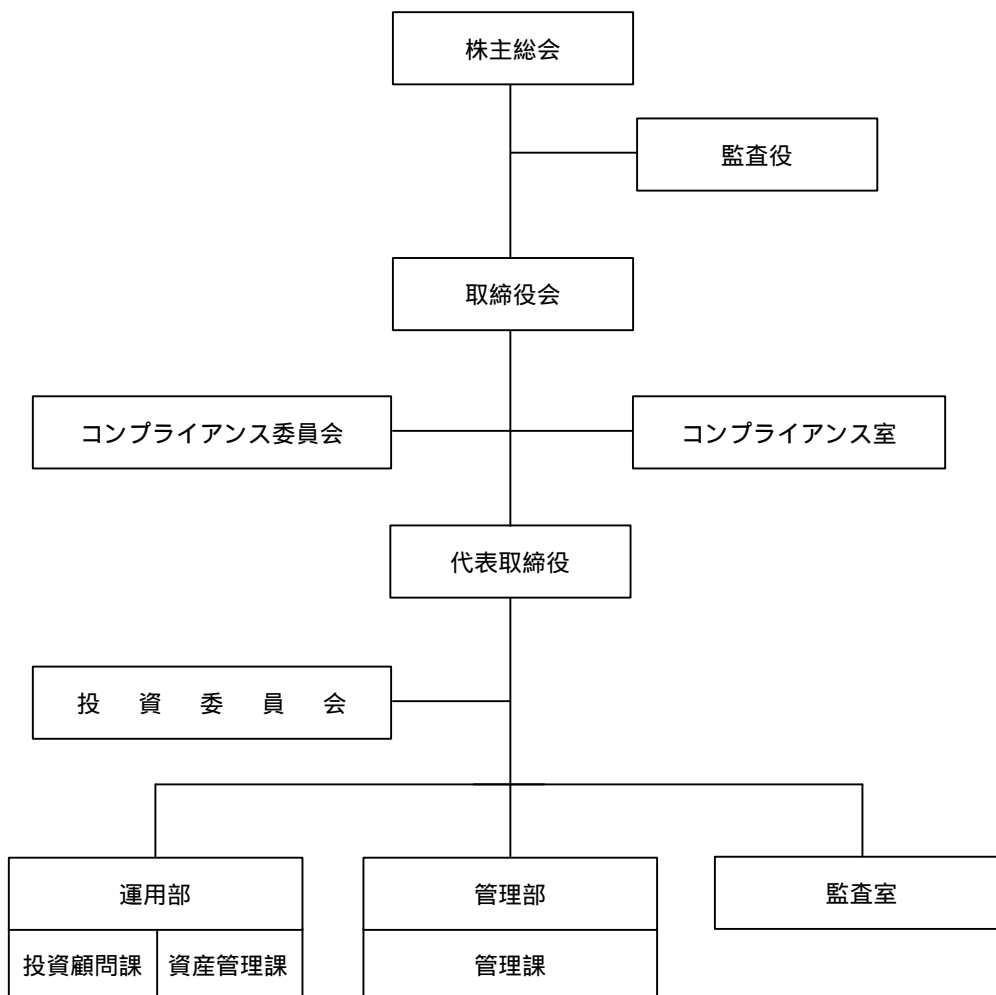 株主総会
監査役
取締役会
コンプライアンス委員会
コンプライアンス室
代表取締役
投資委員会
運用部
管理部
監査室
投資顧問課
資産管理課
管理課